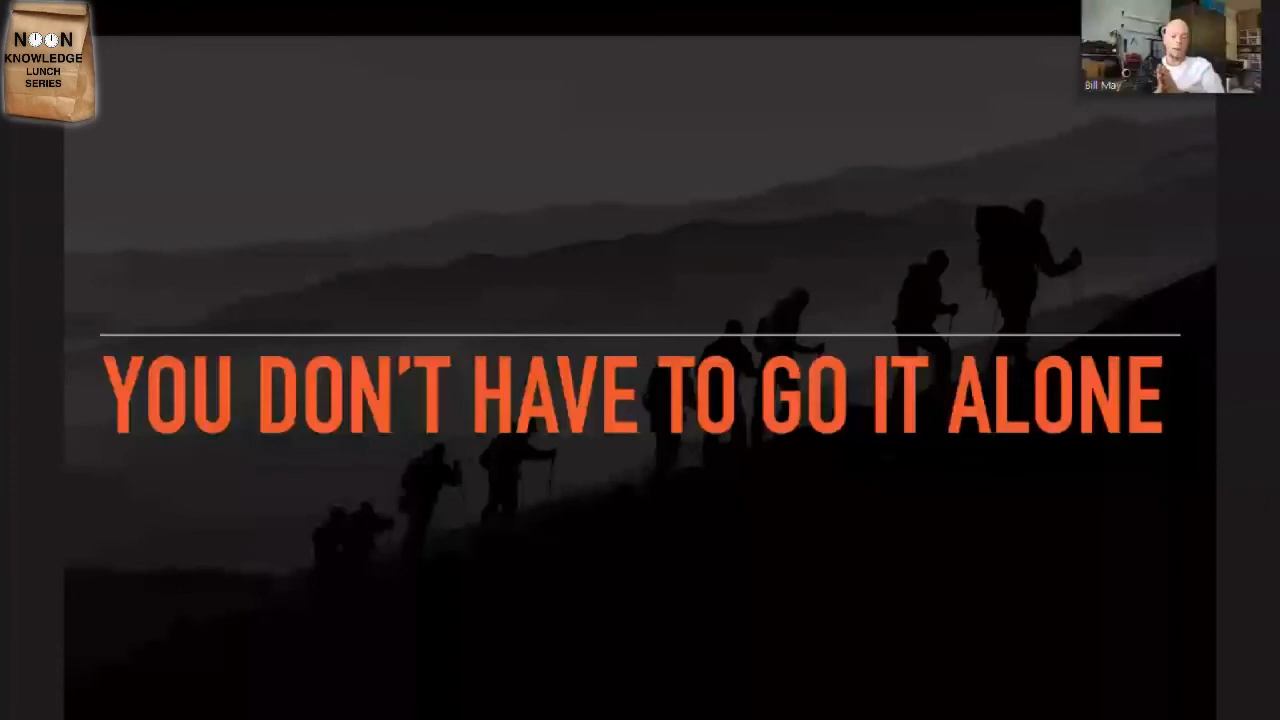 NOON
KNOWLEDGE
LUNCH
SERIES
Bill May
YOU DON'T HAVE TO GO IT ALONE